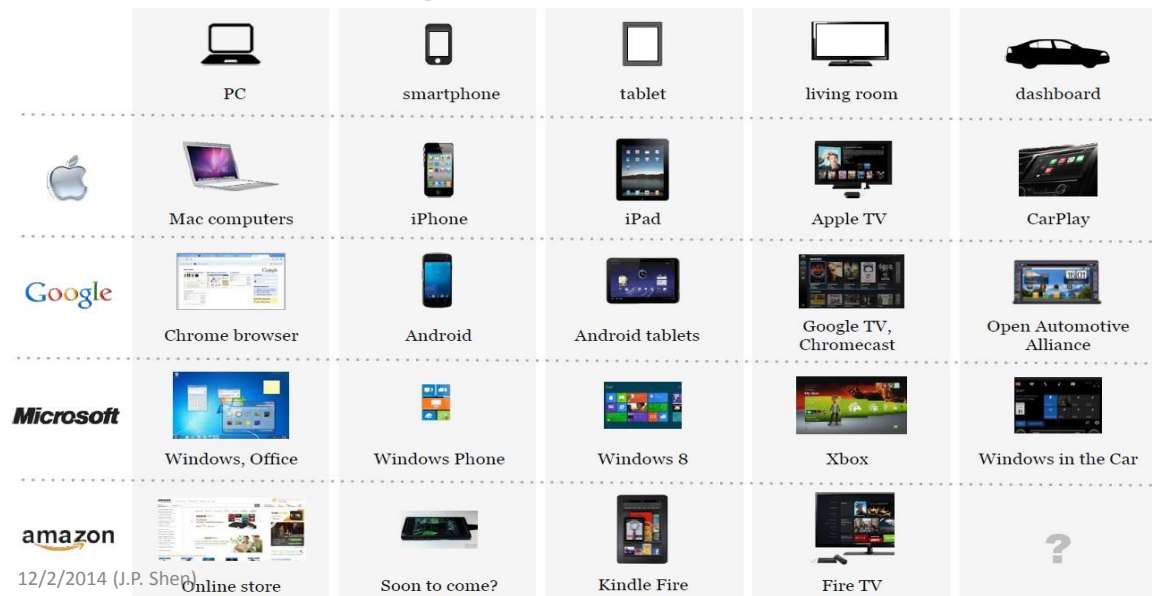 PC smartphone tablet living room dashboard
Mac computers iPhone iPad Apple TV CarPlay
Google
Chrome browser Android Android tablets Google TV, Chromecast Open Automotive Alliance
Microsoft
Windows, Office Windows Phone Windows 8 Xbox Windows in the Car
amazon
?
12/2/2014 (J.P. Shen)
Online store Soon to come? Kindle Fire Fire TV